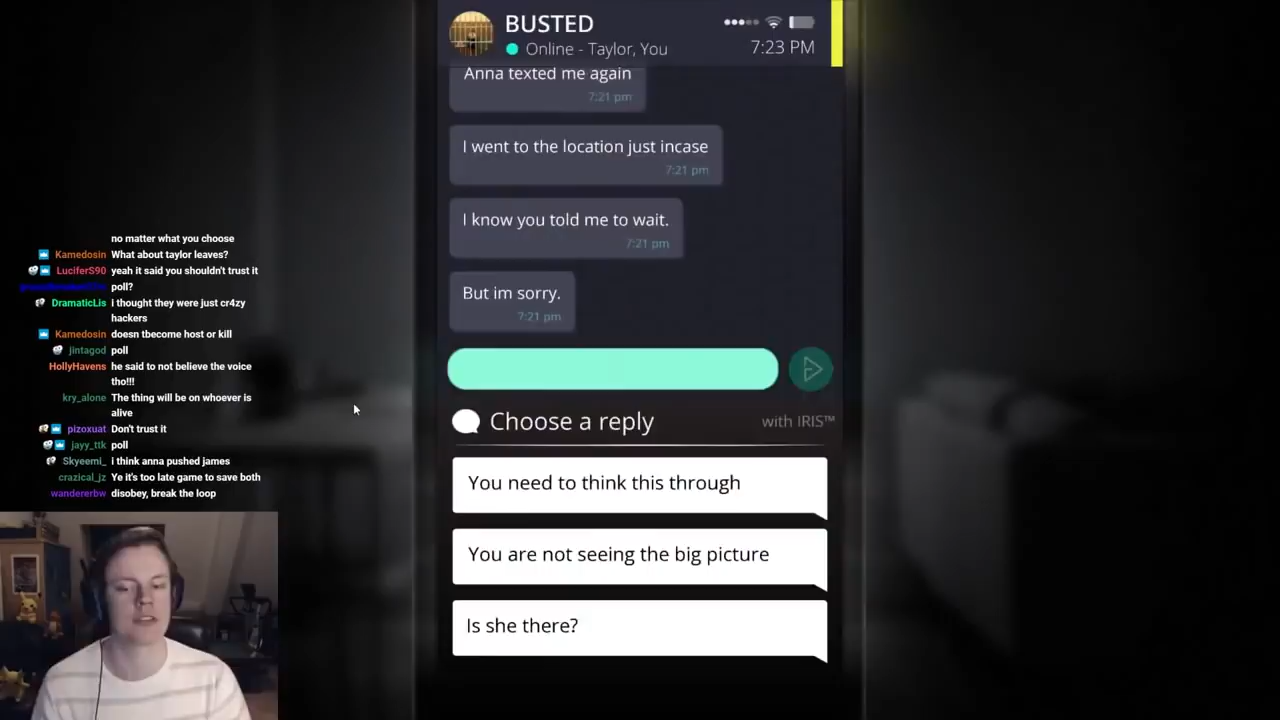 BUSTED
Online - Taylor, You
7:23 PM
Anna texted me again
7:21 pm
I went to the location just incase
7:21 pm
I know you told me to wait.
7:21 pm
But im sorry.
7:21 pm
Choose a reply
with IRIS™
You need to think this through
You are not seeing the big picture
Is she there?
no matter what you choose
Kamedosin What about taylor leaves?
LuciferS90 yeah it said you shouldn't trust it
poll?
DramaticLis i thought they were just cr4zy
hackers
Kamedosin doesn tbecome host or kill
jintagod poll
HollyHavens he said to not believe the voice
tho!!!
kry_alone The thing will be on whoever is
alive
pizoxuat Don't trust it
jayy_ttk poll
Skyeemi_ i think anna pushed james
crazical_jz Ye it's too late game to save both
wandererbw disobey, break the loop